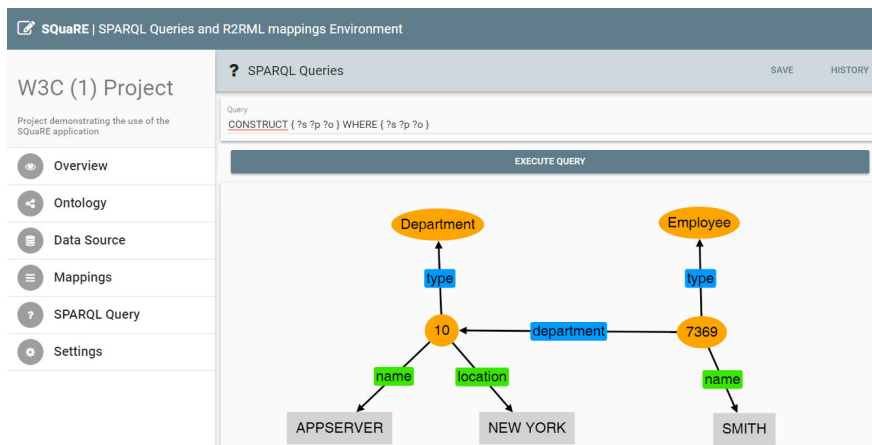 SQuaRE | SPARQL Queries and R2RML mappings Environment
W3C (1) Project
Project demonstrating the use of the
SQuaRE application
Overview
Ontology
Data Source
Mappings
? SPARQL Query
Settings
? SPARQL Queries SAVE HISTORY
Query
CONSTRUCT { ?s ?p ?o } WHERE { ?s ?p ?o }
EXECUTE QUERY
Department Employee
type type
10 department 7369
name location name
APPSERVER NEW YORK SMITH